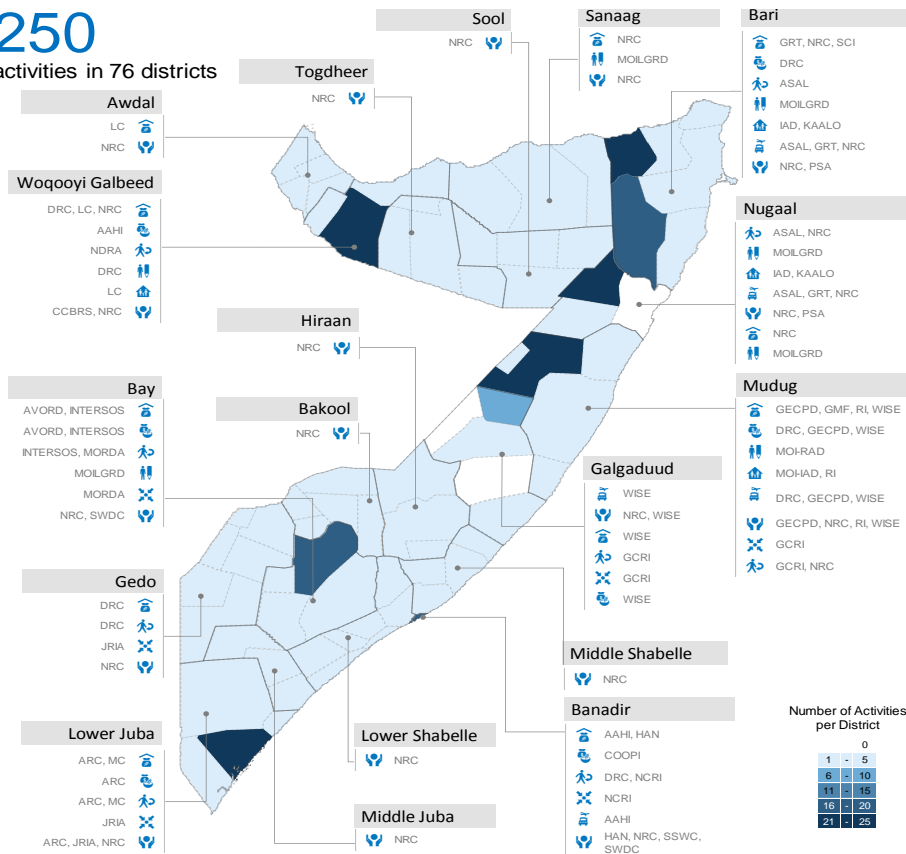 250
activities in 76 districts
Awdal
LC
NRC
Woqooyi Galbeed
DRC, LC, NRC
AAHI
NDRA
DRC
LC
CCBRS, NRC
Togdheer
NRC
Sool
NRC
Sanaag
NRC
MOILGRD
NRC
Bari
GRT, NRC, SCI
DRC
ASAL
MOILGRD
IAD, KAALO
ASAL, GRT, NRC
NRC, PSA
Nugaal
ASAL, NRC
MOILGRD
IAD, KAALO
ASAL, GRT, NRC
NRC, PSA
NRC
MOILGRD
Hiraan
NRC
Bakool
NRC
Bay
AVORD, INTERSOS
AVORD, INTERSOS
INTERSOS, MORDA
MOILGRD
MORDA
NRC, SWDC
Mudug
GECPD, GMF, RI, WISE
DRC, GECPD, WISE
MOI-RAD
MOI-IAD, RI
DRC, GECPD, WISE
GECPD, NRC, RI, WISE
GCRI
GCRI, NRC
Galgaduud
WISE
NRC, WISE
WISE
GCRI
GCRI
WISE
Gedo
DRC
DRC
JRIA
NRC
Middle Shabelle
NRC
Lower Juba
ARC, MC
ARC
ARC, MC
JRIA
ARC, JRIA, NRC
Lower Shabelle
NRC
Middle Juba
NRC
Banadir
AAHI, HAN
COOPI
DRC, NCRI
NCRI
AAHI
HAN, NRC, SSWC,
SWDC
Number of Activities
per District
0
1 - 5
6 - 10
11 - 15
16 - 20
21 - 25